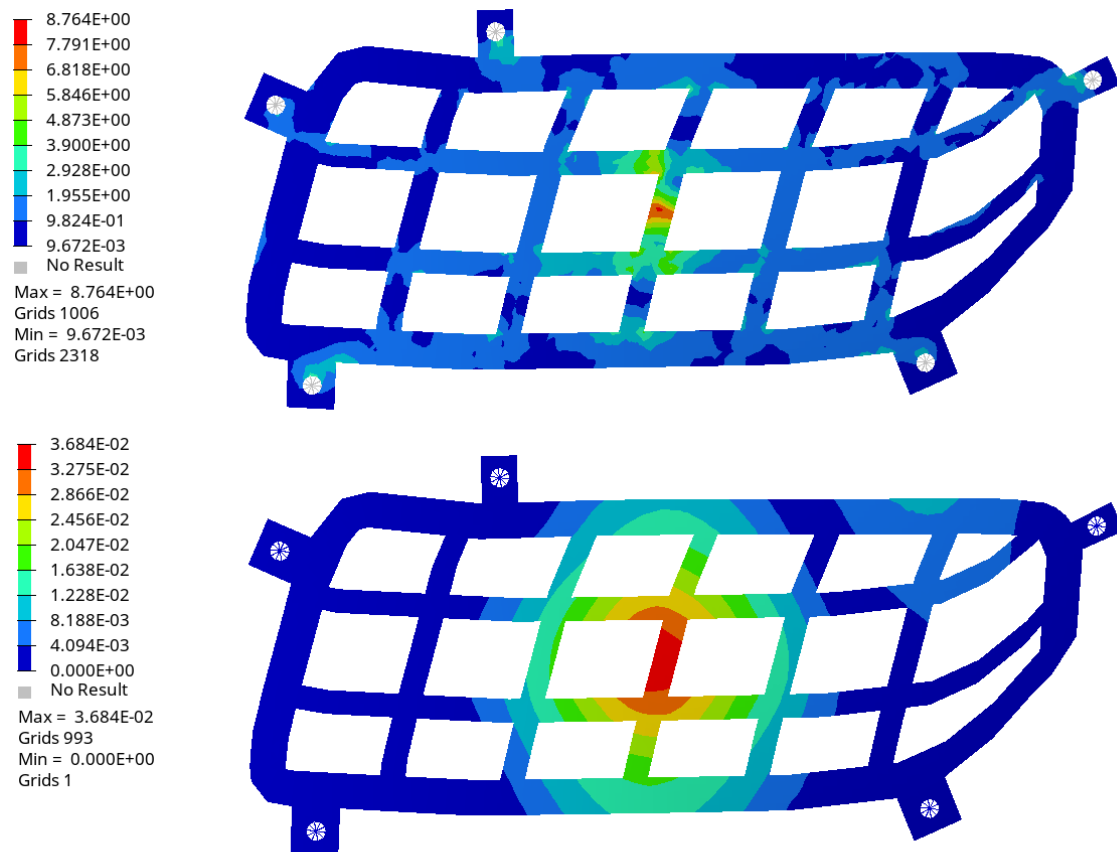 8.764E+00
7.791E+00
6.818E+00
5.846E+00
4.873E+00
3.900E+00
2.928E+00
1.955E+00
9.824E-01
9.672E-03
No Result
Max = 8.764E+00
Grids 1006
Min = 9.672E-03
Grids 2318
3.684E-02
3.275E-02
2.866E-02
2.456E-02
2.047E-02
1.638E-02
1.228E-02
8.188E-03
4.094E-03
0.000E+00
No Result
Max = 3.684E-02
Grids 993
Min = 0.000E+00
Grids 1